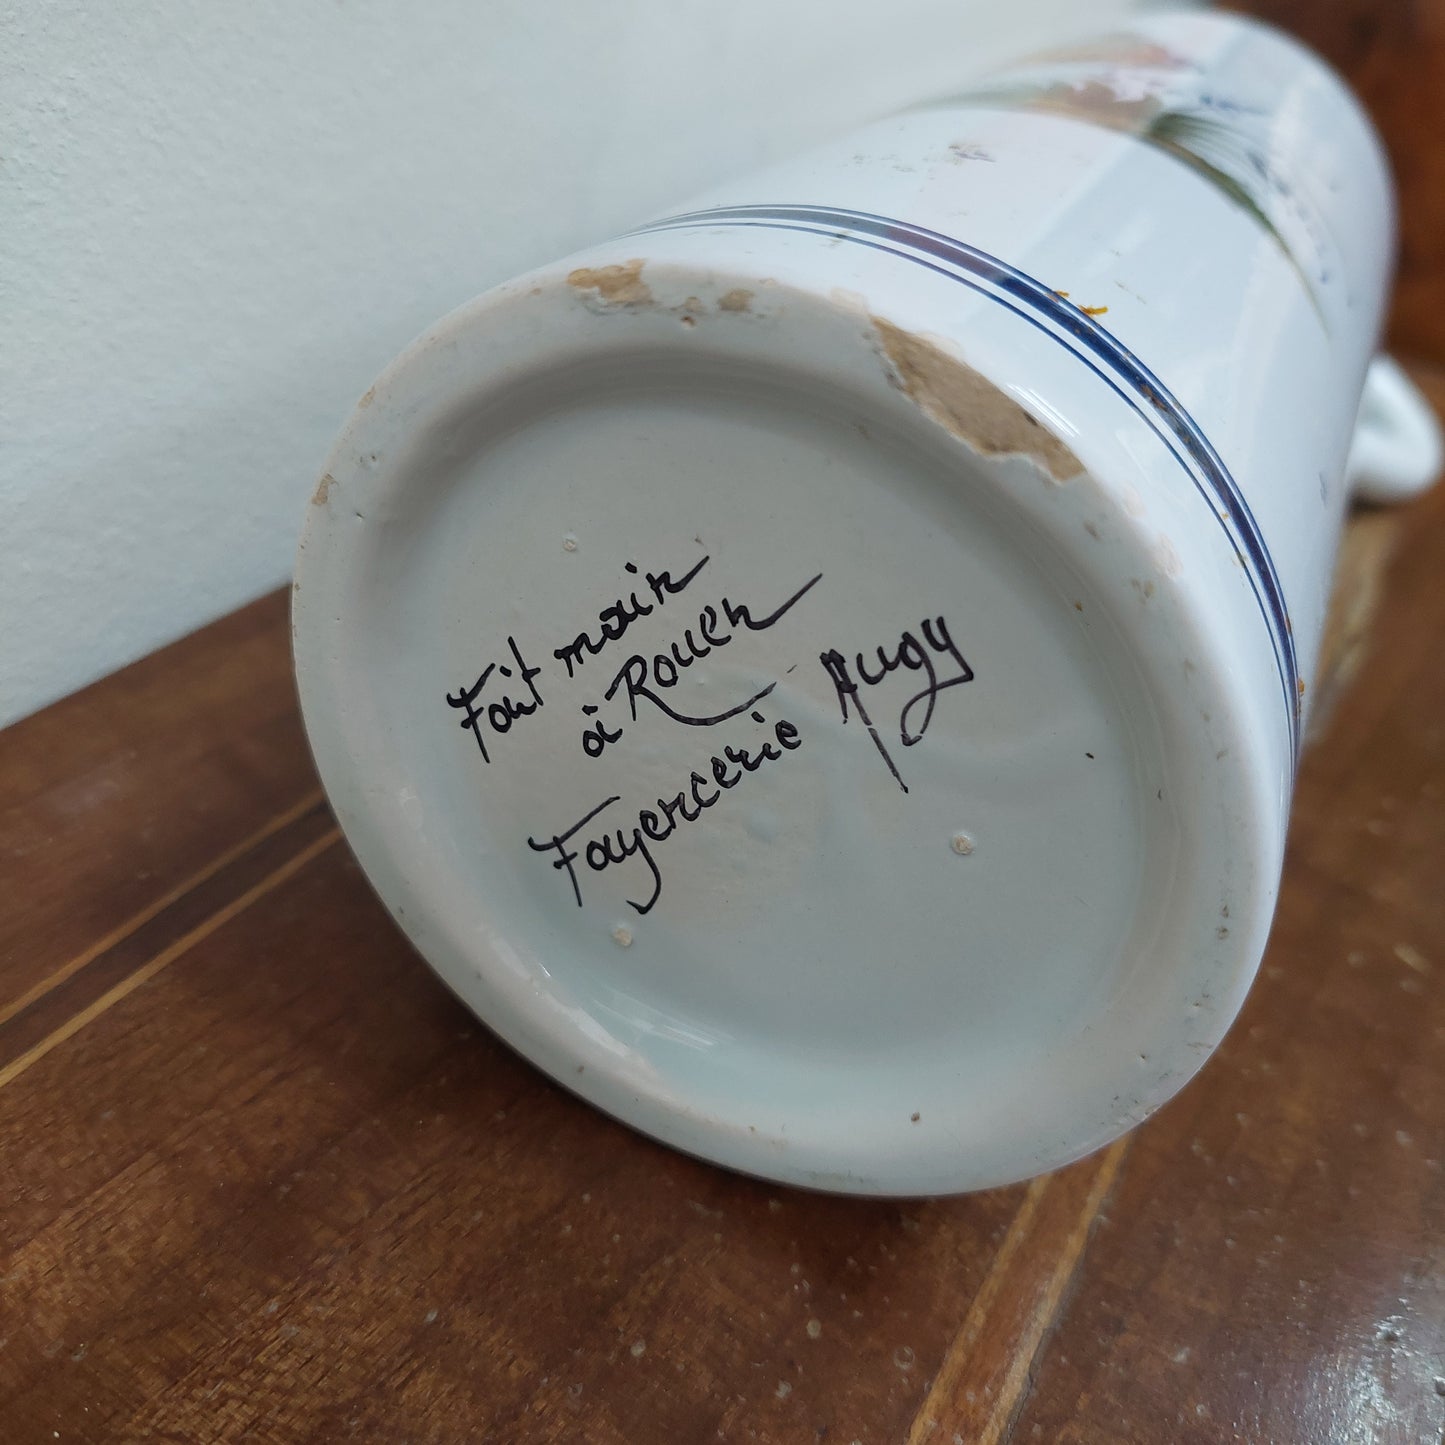 Fait main
à Rouen
Fayencerie Augy